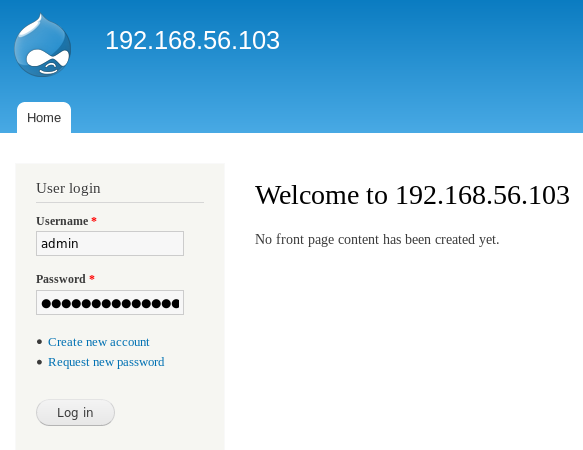 192.168.56.103
Home
User login
Username *
admin
Password *
Create new account
Request new password
Log in
Welcome to 192.168.56.103
No front page content has been created yet.